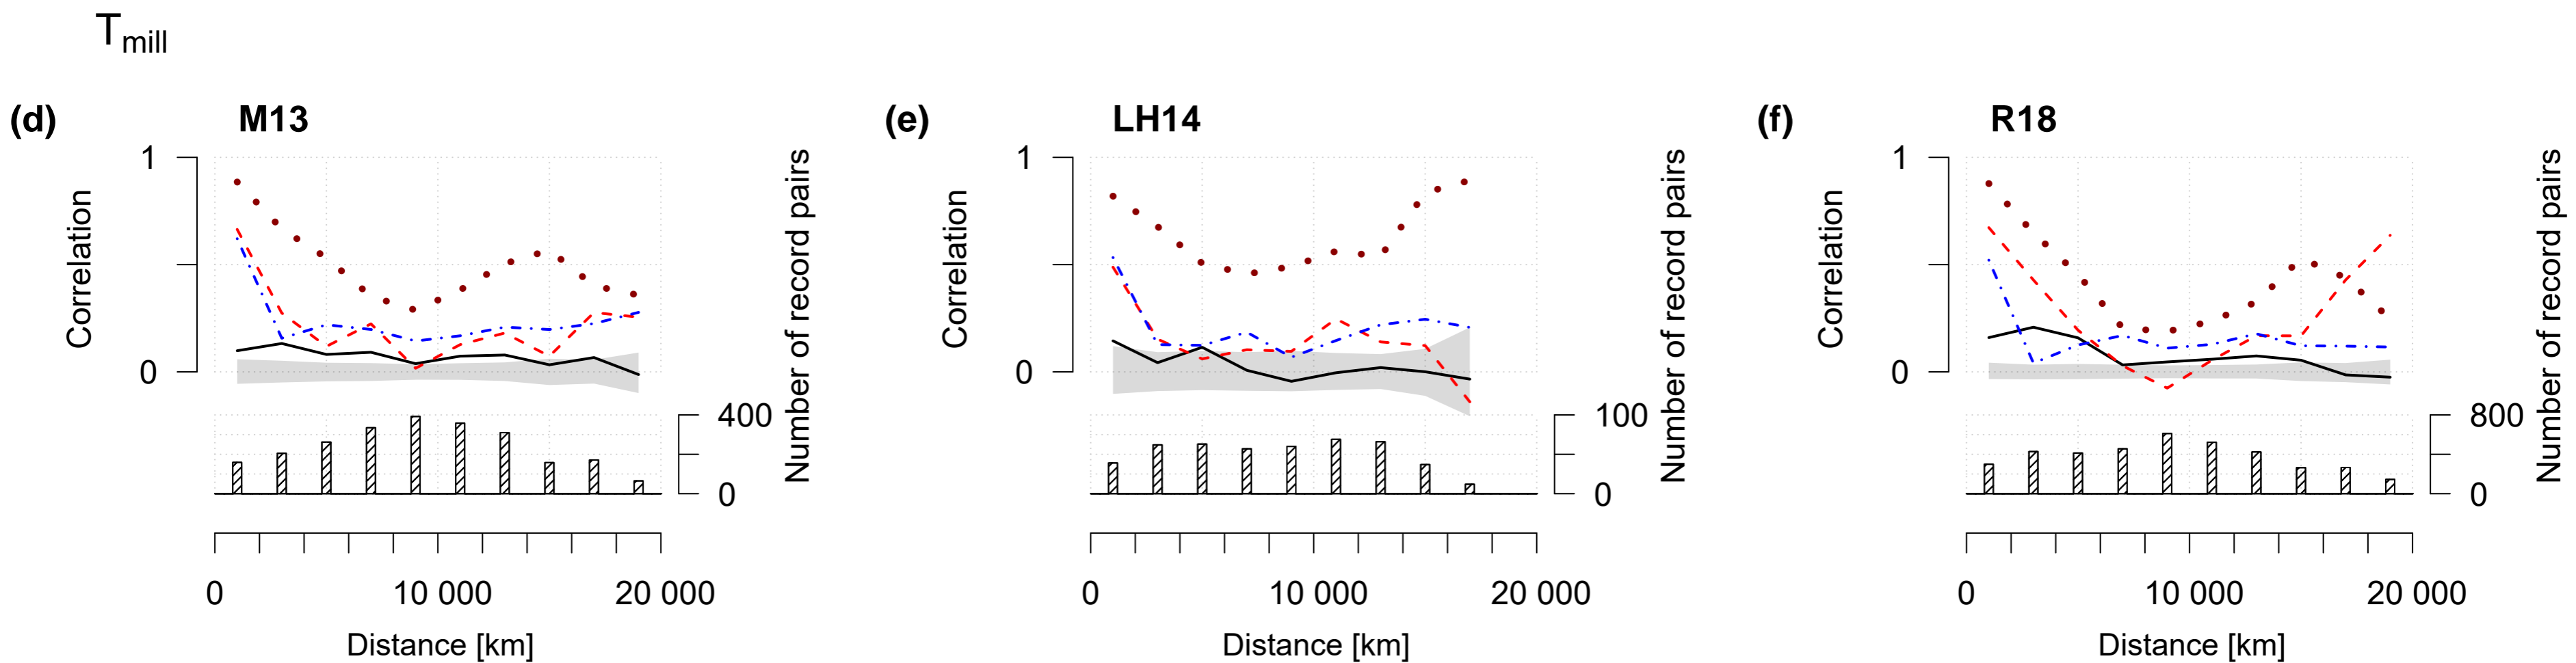 Tmill
(d) M13
1
0
Correlation
400
0
Number of record pairs
0 10 000 20 000
Distance [km]
(e) LH14
1
0
Correlation
100
0
Number of record pairs
0 10 000 20 000
Distance [km]
(f) R18
1
0
Correlation
800
0
Number of record pairs
0 10 000 20 000
Distance [km]